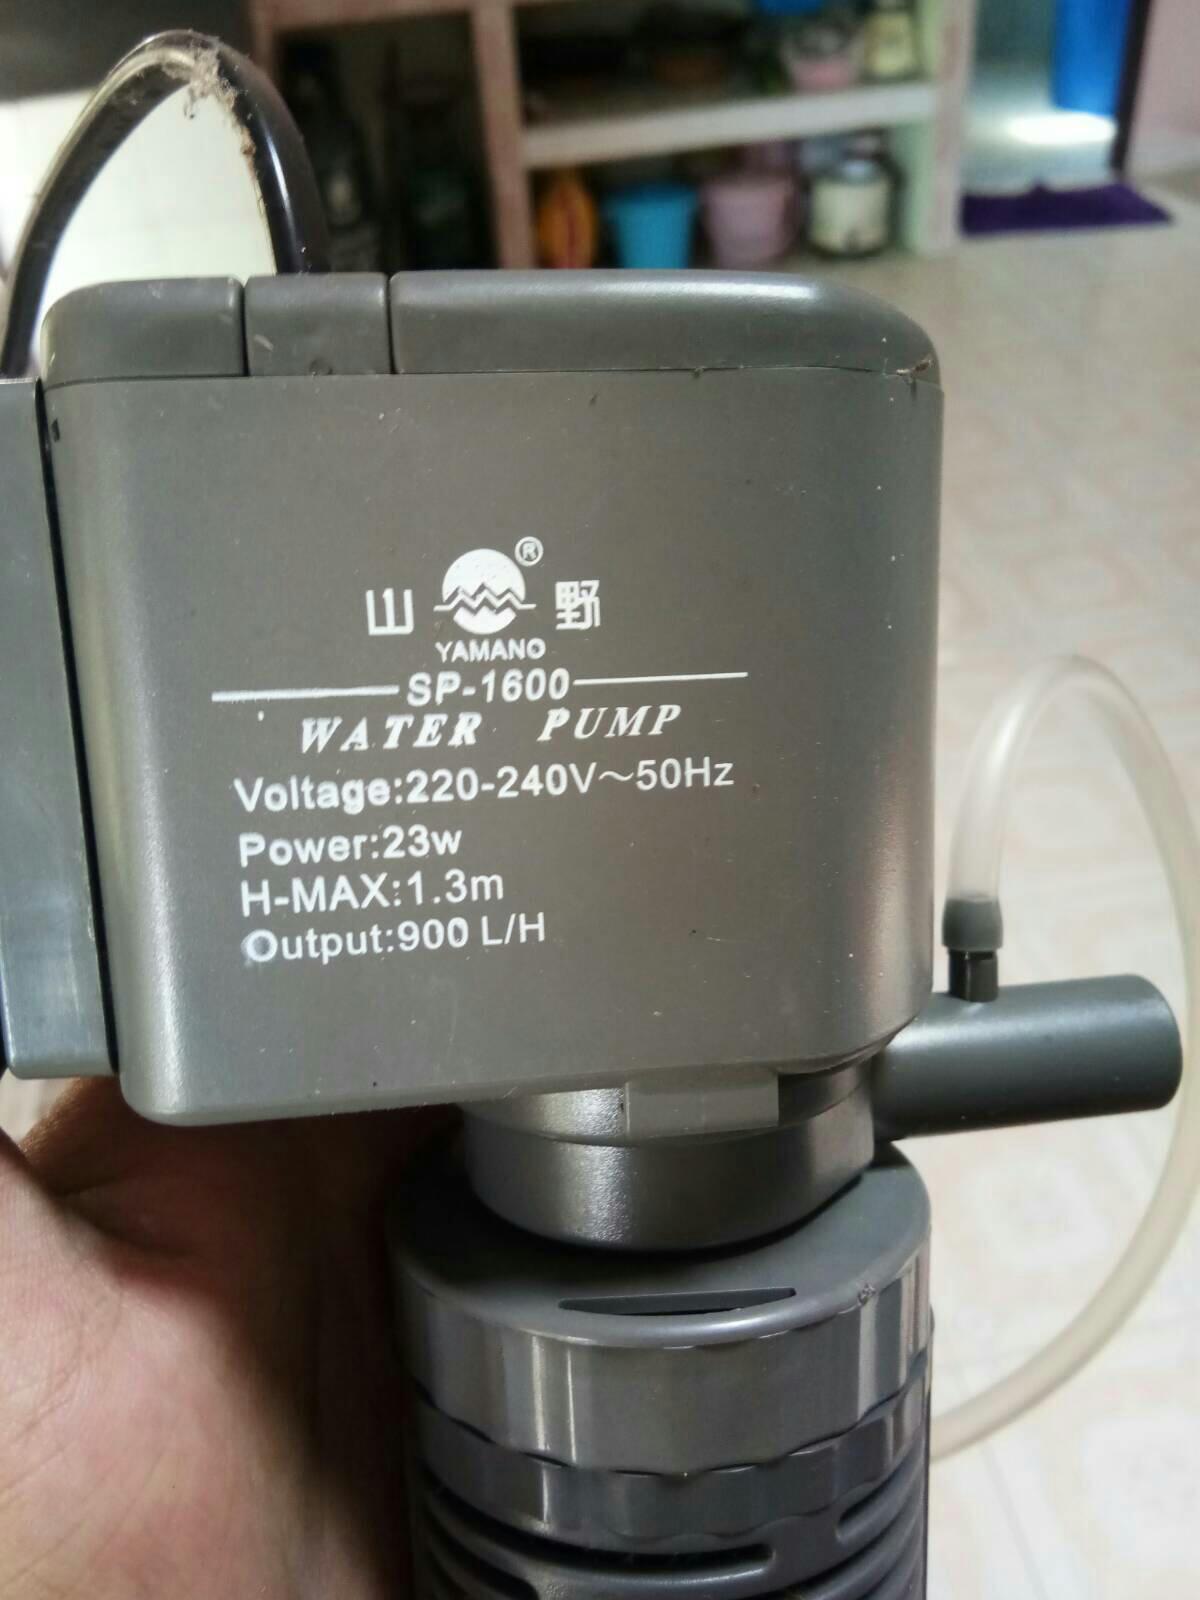 山 ® 野
YAMANO
SP-1600
WATER PUMP
Voltage:220-240V～50Hz
Power:23w
H-MAX:1.3m
Output:900 L/H